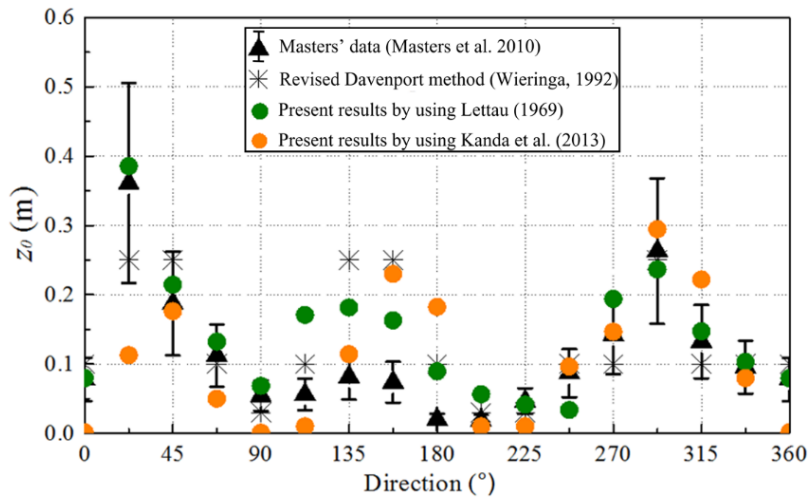 0.6
0.5
0.4
0.3
0.2
0.1
0.0
z0 (m)
Masters' data (Masters et al. 2010)
Revised Davenport method (Wieringa, 1992)
Present results by using Lettau (1969)
Present results by using Kanda et al. (2013)
0 45 90 135 180 225 270 315 360
Direction (°)